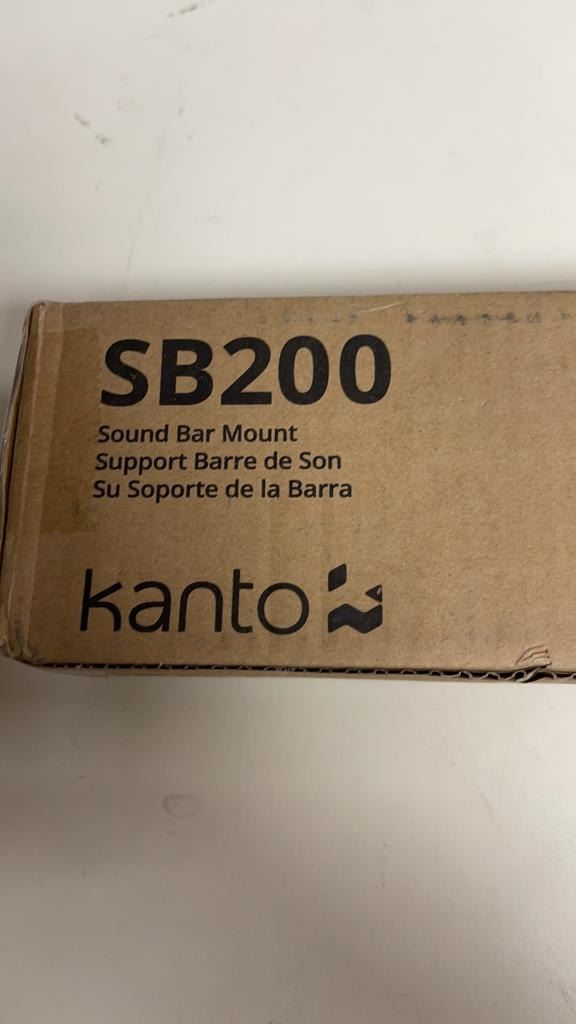 SB200
Sound Bar Mount
Support Barre de Son
Su Soporte de la Barra
kanto